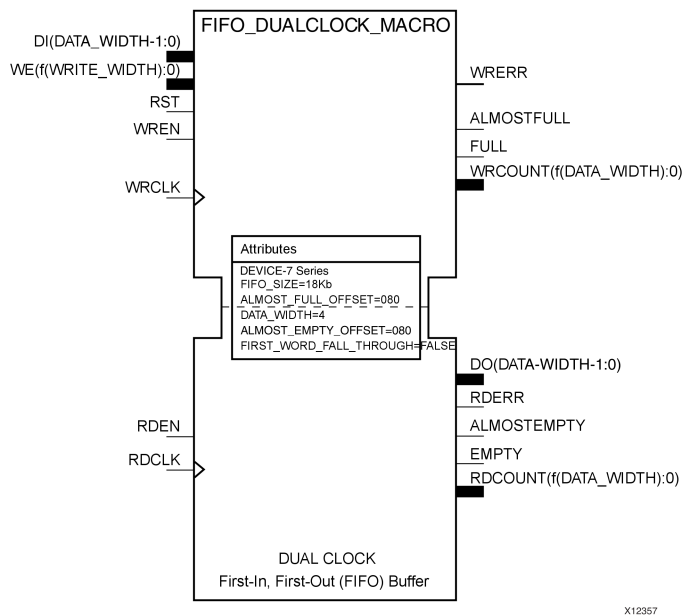 FIFO_DUALCLOCK_MACRO
DI(DATA_WIDTH-1:0)
WE(f(WRITE_WIDTH):0)
RST
WREN
WRCLK
WRERR
ALMOSTFULL
FULL
WRCOUNT(f(DATA_WIDTH):0)
Attributes
DEVICE-7 Series
FIFO_SIZE=18Kb
ALMOST_FULL_OFFSET=080
DATA_WIDTH=4
ALMOST_EMPTY_OFFSET=080
FIRST_WORD_FALL_THROUGH=FALSE
RDEN
RDCLK
DO(DATA-WIDTH-1:0)
RDERR
ALMOSTEMPTY
EMPTY
RDCOUNT(f(DATA_WIDTH):0)
DUAL CLOCK
First-In, First-Out (FIFO) Buffer
X12357